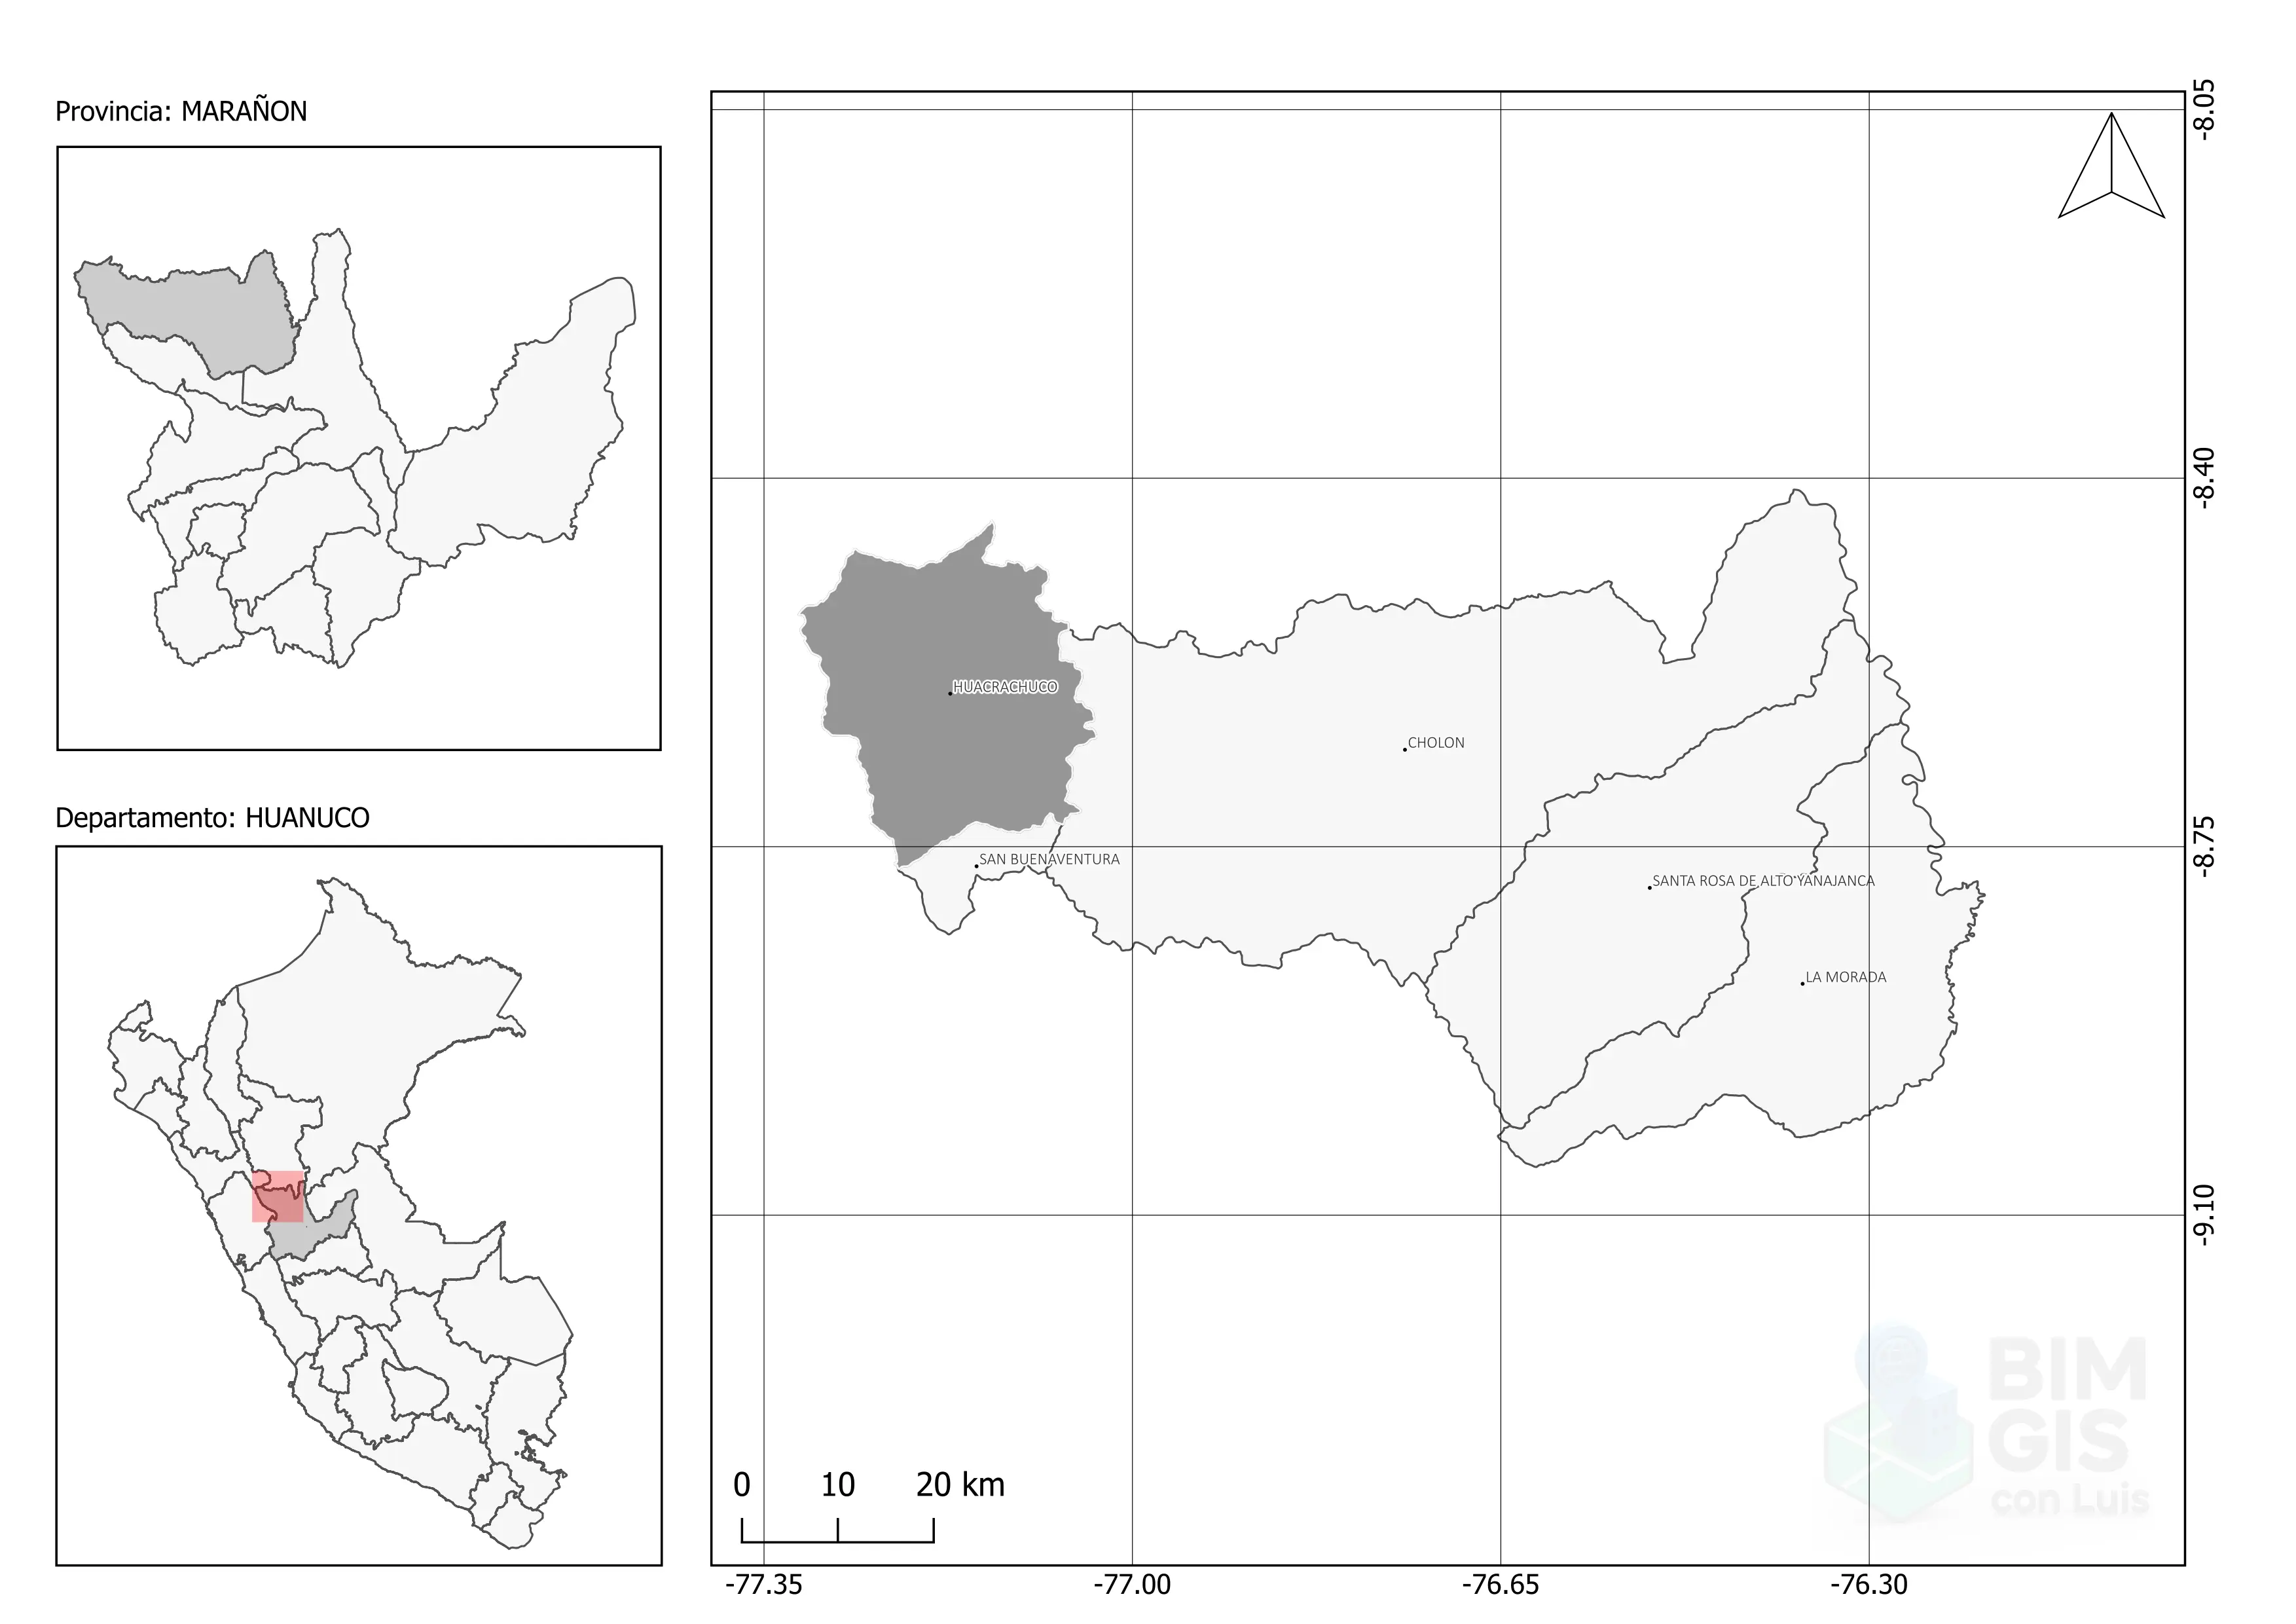 Provincia: MARAÑON
Departamento: HUANUCO
HUACRACHUCO
CHOLON
SAN BUENAVENTURA
SANTA ROSA DE ALTO YANAJANCA
LA MORADA
-8.05
-8.40
-8.75
-9.10
0 10 20 km
BIM
GIS
con Luis
-77.35 -77.00 -76.65 -76.30